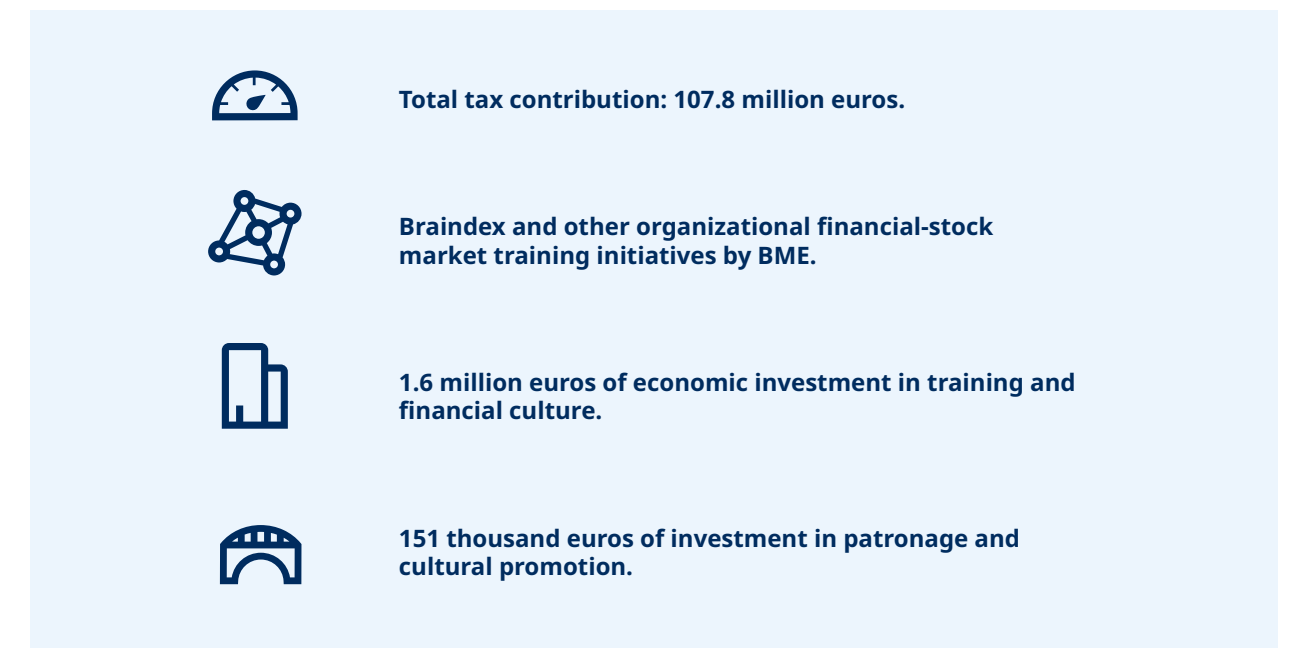 Total tax contribution: 107.8 million euros.
Braindex and other organizational financial-stock
market training initiatives by BME.
1.6 million euros of economic investment in training and
financial culture.
151 thousand euros of investment in patronage and
cultural promotion.